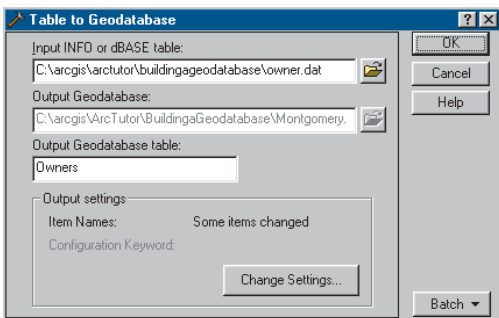 Table to Geodatabase
Input INFO or dBASE table:
C:\arcgis\arctutor\buildingageodatabase\owner.dat
Output Geodatabase:
C:\arcgis\ArcTutor\BuildingaGeodatabase\Montgomery.
Output Geodatabase table:
Owners
Output settings
Item Names: Some items changed
Configuration Keyword:
Change Settings...
OK
Cancel
Help
Batch